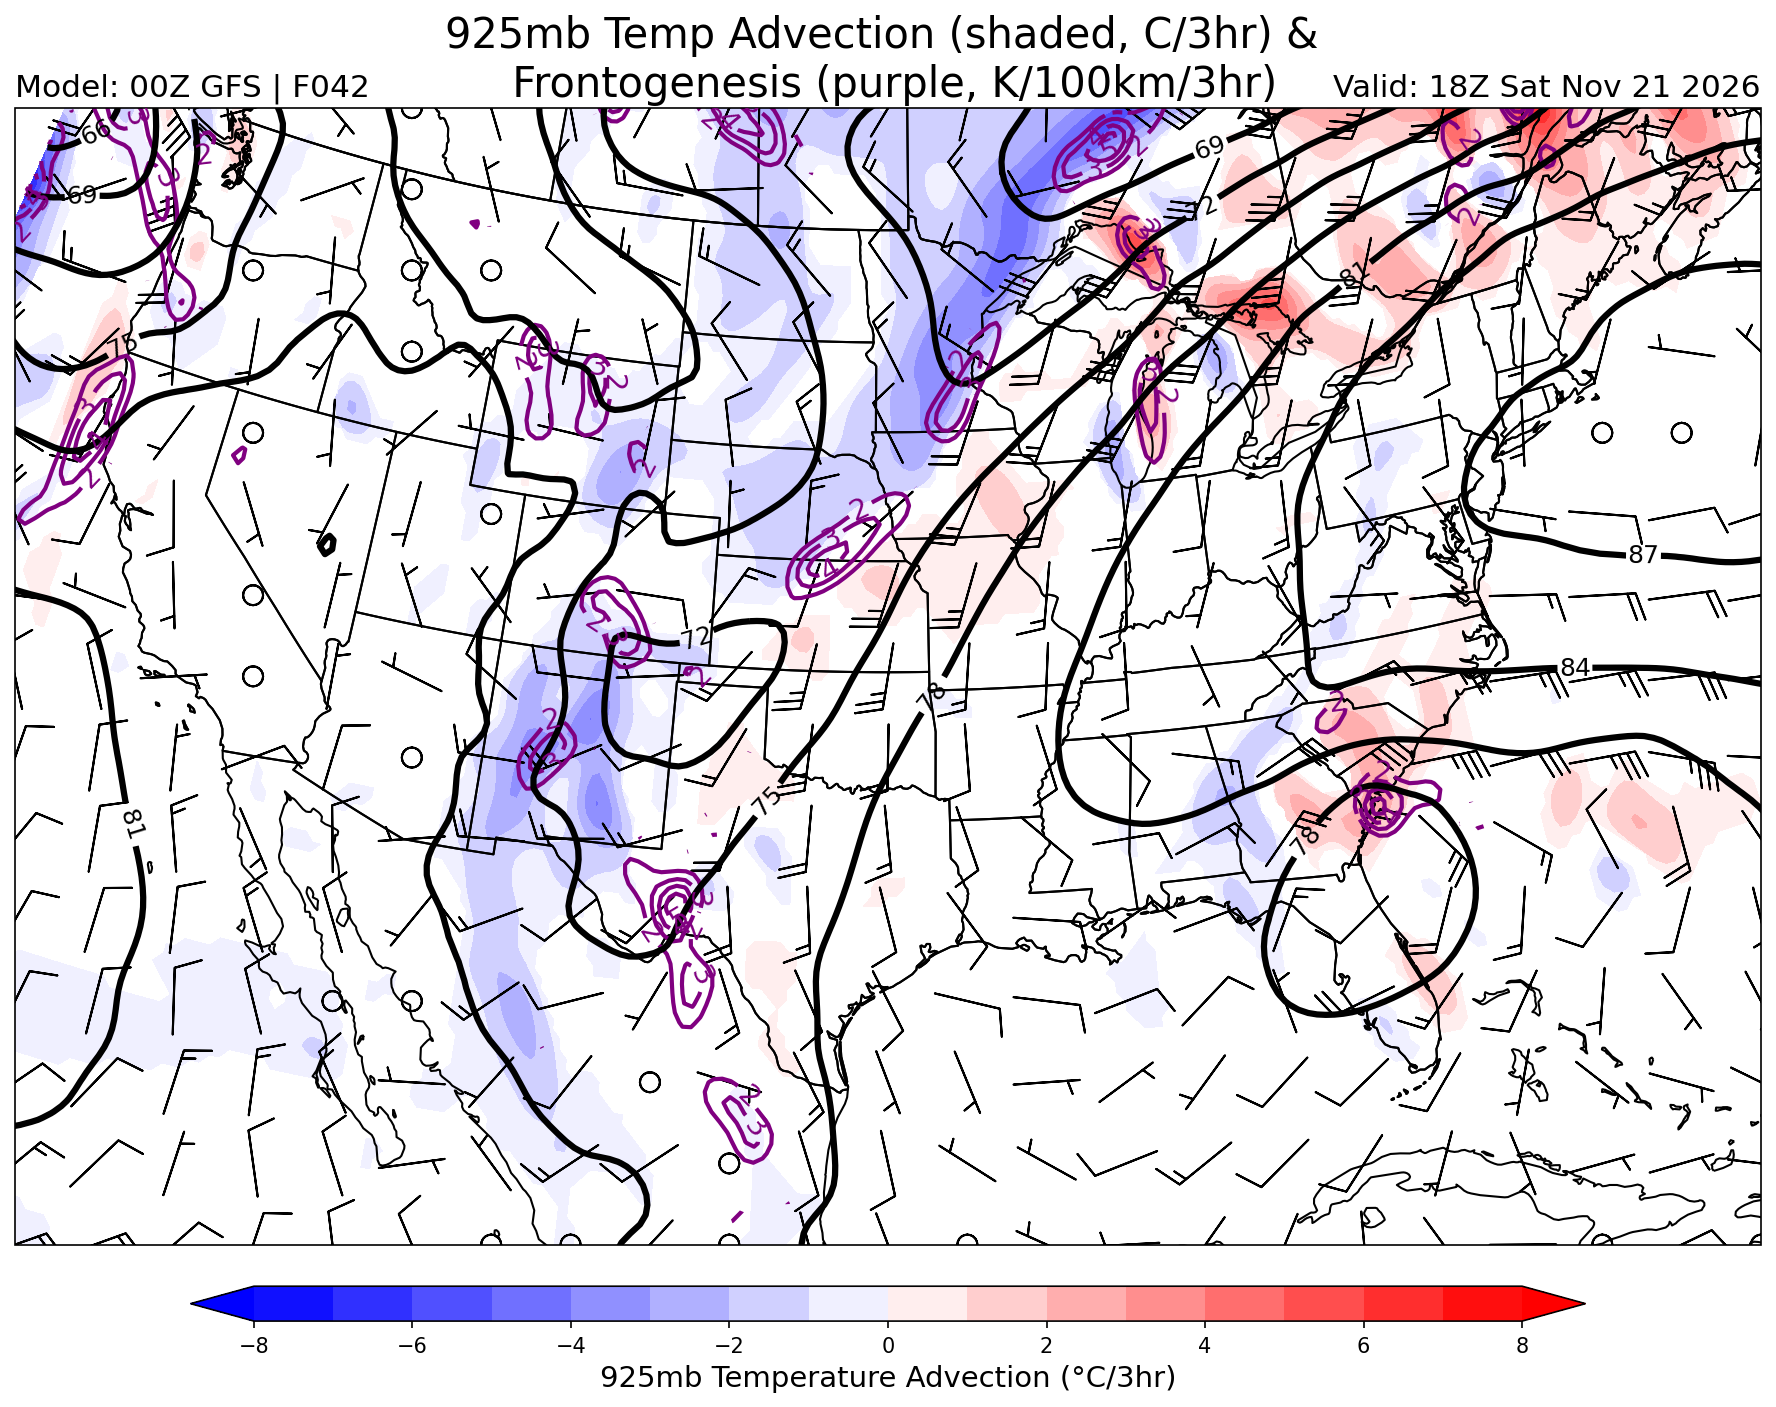 925mb Temp Advection (shaded, C/3hr) &
Frontogenesis (purple, K/100km/3hr)
Model: 00Z GFS | F042
Valid: 18Z Sat Nov 21 2026
66
69
69
72
81
75
87
72
84
78
75
78
81
−8 −6 −4 −2 0 2 4 6 8
925mb Temperature Advection (°C/3hr)